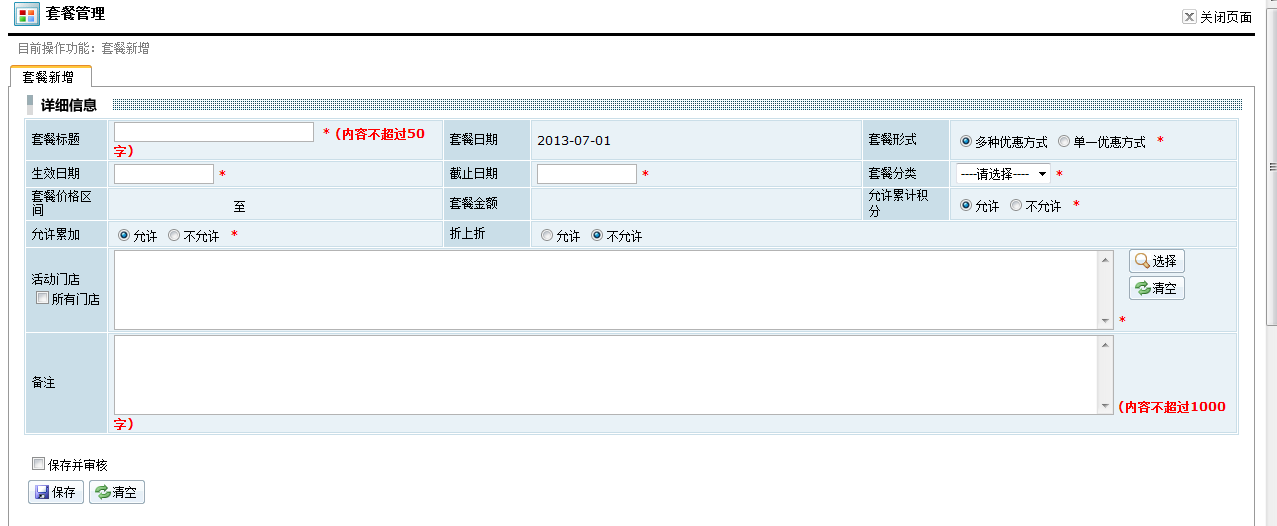 套餐管理
关闭页面
目前操作功能：套餐新增
套餐新增
详细信息
套餐标题 *（内容不超过50
字） 套餐日期 2013-07-01 套餐形式 多种优惠方式 单一优惠方式 *
生效日期 * 截止日期 * 套餐分类 ----请选择---- *
套餐价格区
间 至 套餐金额 允许累计积
分 允许 不允许 *
允许累加 允许 不允许 * 折上折 允许 不允许
活动门店
所有门店
选择
清空
*
备注
（内容不超过1000
字）
保存并审核
保存 清空